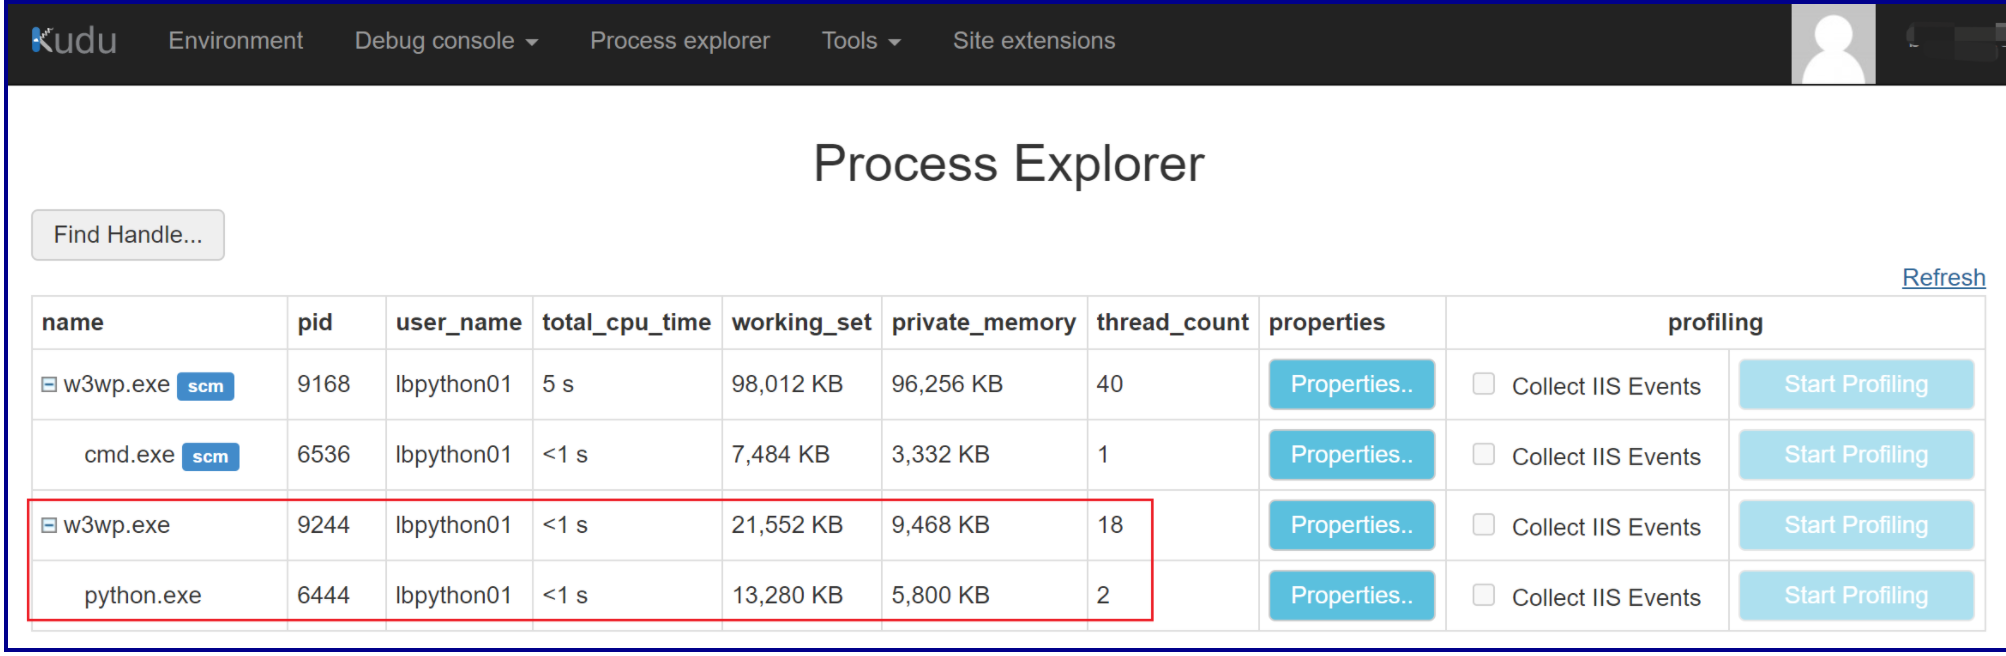 Kudu Environment Debug console Process explorer Tools Site extensions
Process Explorer
Find Handle...
Refresh
name pid user_name total_cpu_time working_set private_memory thread_count properties profiling
w3wp.exe scm 9168 lbpython01 5 s 98,012 KB 96,256 KB 40 Properties.. Collect IIS Events Start Profiling
cmd.exe scm 6536 lbpython01 <1 s 7,484 KB 3,332 KB 1 Properties.. Collect IIS Events Start Profiling
w3wp.exe 9244 lbpython01 <1 s 21,552 KB 9,468 KB 18 Properties.. Collect IIS Events Start Profiling
python.exe 6444 lbpython01 <1 s 13,280 KB 5,800 KB 2 Properties.. Collect IIS Events Start Profiling